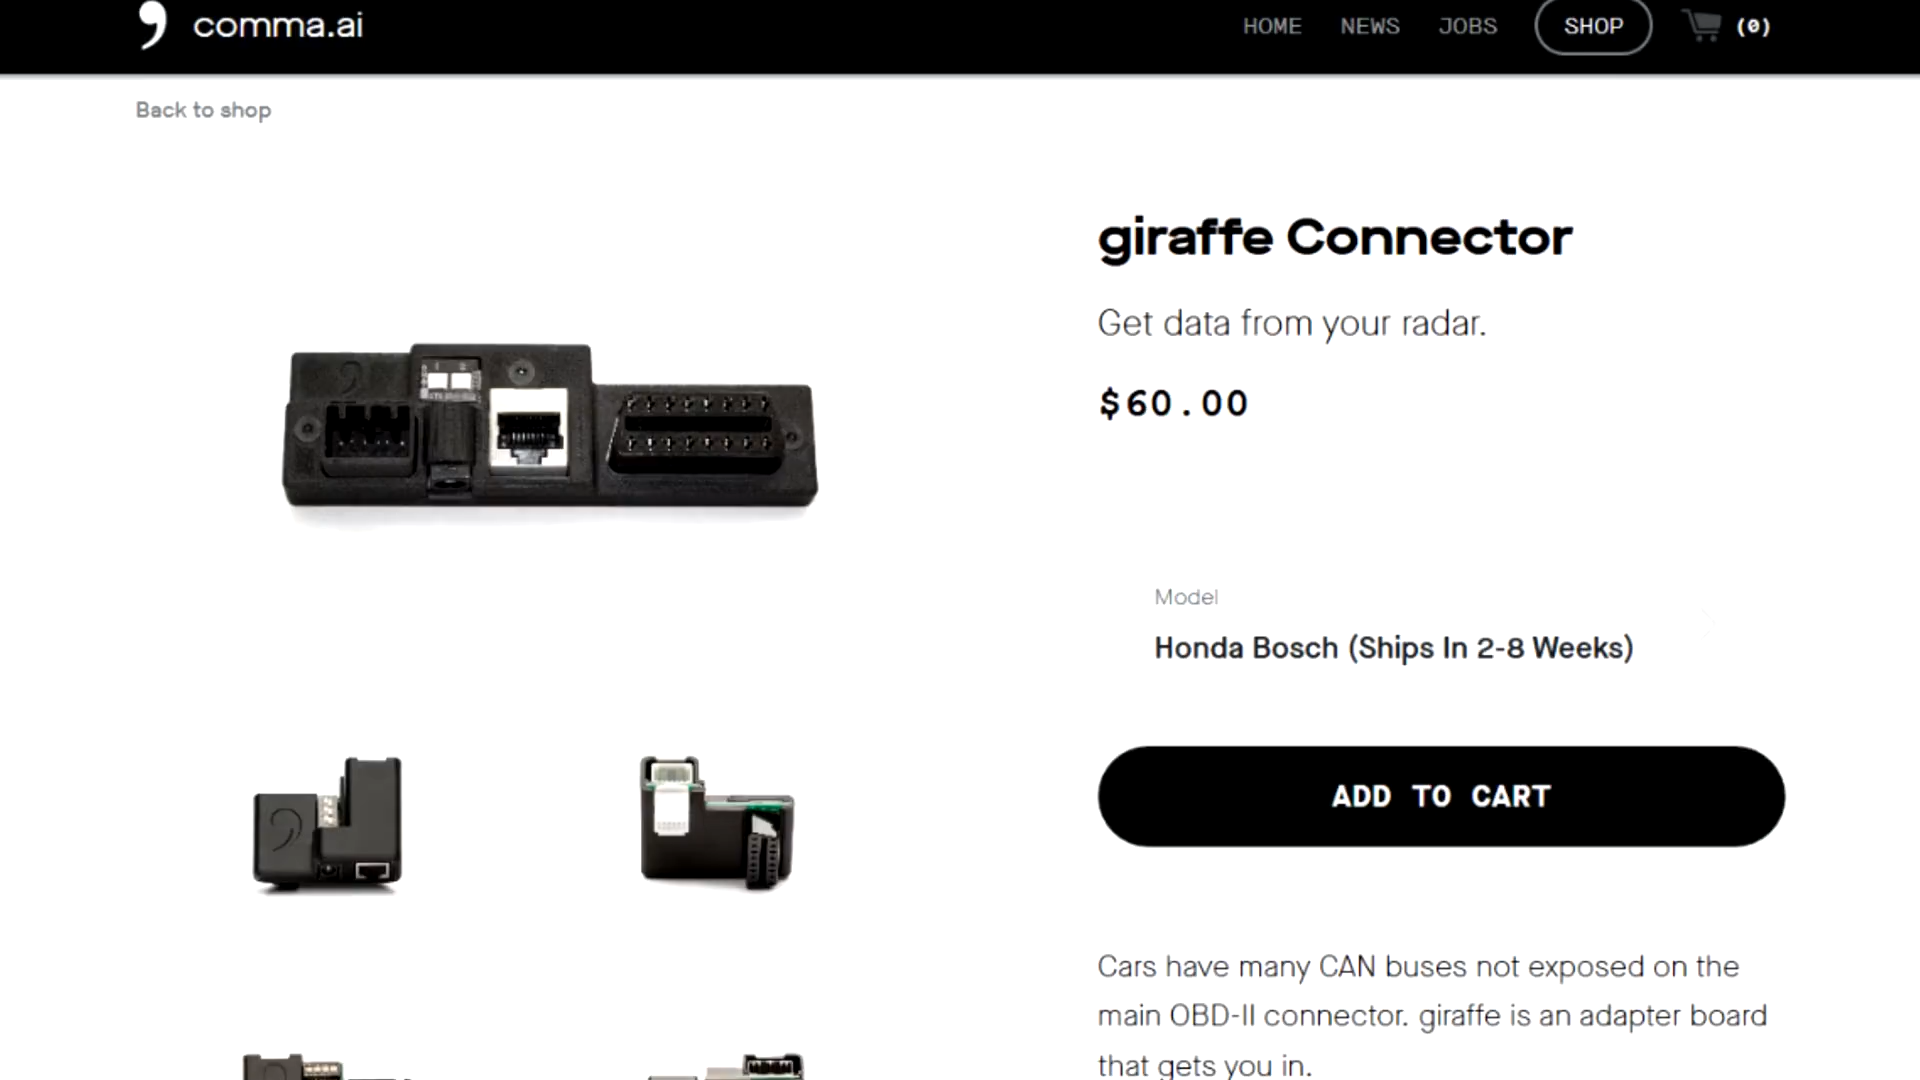 comma.ai
HOME NEWS JOBS SHOP (0)
Back to shop
giraffe Connector
Get data from your radar.
$60.00
Model
Honda Bosch (Ships In 2-8 Weeks)
ADD TO CART
Cars have many CAN buses not exposed on the
main OBD-II connector. giraffe is an adapter board
that gets you in.